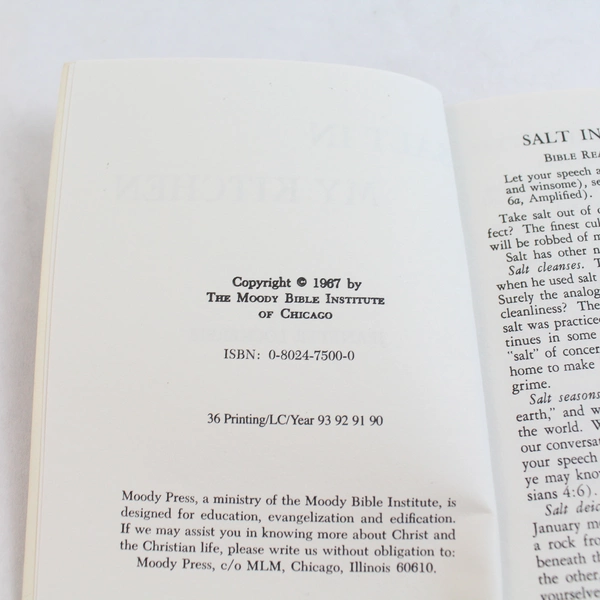 Copyright © 1967 by
THE MOODY BIBLE INSTITUTE
OF CHICAGO
ISBN: 0-8024-7500-0
36 Printing/LC/Year 93 92 91 90
Moody Press, a ministry of the Moody Bible Institute, is
designed for education, evangelization and edification.
If we may assist you in knowing more about Christ and
the Christian life, please write us without obligation to:
Moody Press, c/o MLM, Chicago, Illinois 60610.
SALT IN
BIBLE REA
Let your speech a
and winsome), se
6a, Amplified).
Take salt out of
fect? The finest cul
will be robbed of m
Salt has other n
Salt cleanses. T
when he used salt
Surely the analog
cleanliness? The
salt was practice
tinues in some
"salt" of concer
home to make
grime.
Salt seasons
earth," and w
the world. W
our conversa
your speech
ye may know
sians 4:6).
Salt deic
January m
a rock fro
beneath th
the other.
yourselve